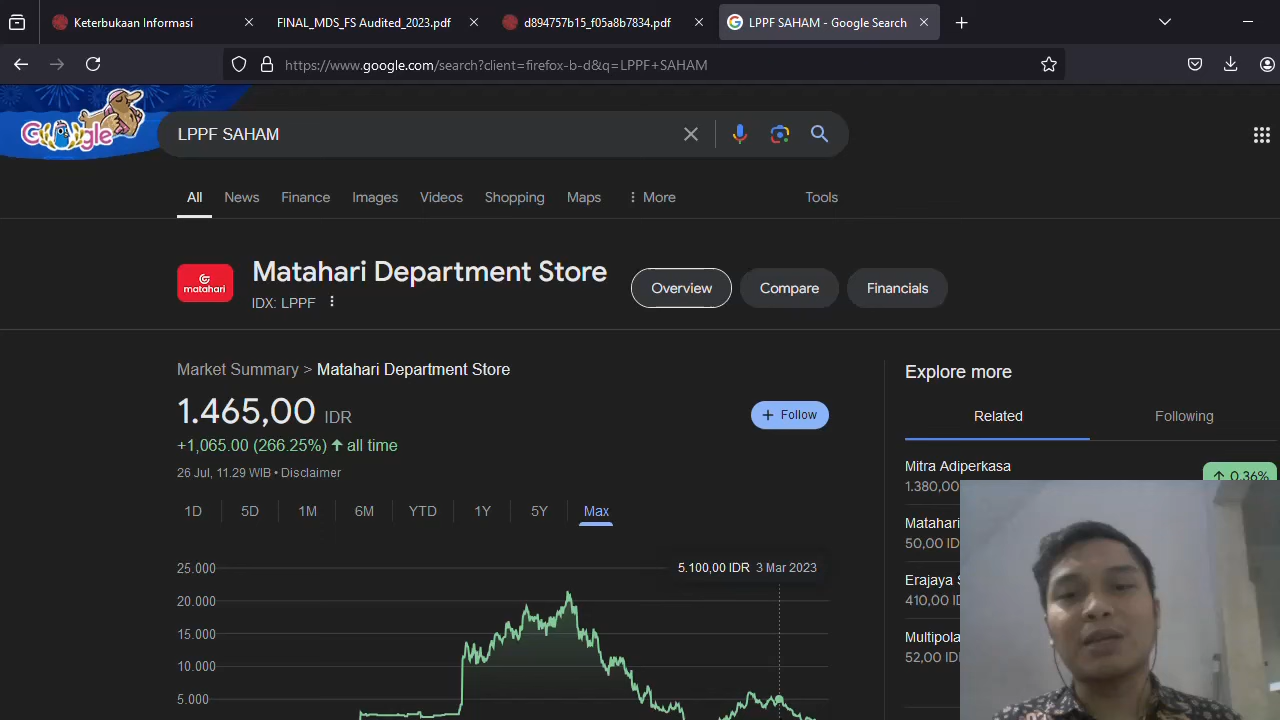 Keterbukaan Informasi
FINAL_MDS_FS Audited_2023.pdf
d894757b15_f05a8b7834.pdf
LPPF SAHAM - Google Search
https://www.google.com/search?client=firefox-b-d&q=LPPF+SAHAM
Google
LPPF SAHAM
All News Finance Images Videos Shopping Maps More Tools
matahari
Matahari Department Store
IDX: LPPF
Overview Compare Financials
Market Summary > Matahari Department Store
1.465,00 IDR
+ Follow
+1,065.00 (266.25%) ↑ all time
26 Jul, 11.29 WIB • Disclaimer
1D 5D 1M 6M YTD 1Y 5Y Max
5.100,00 IDR 3 Mar 2023
25.000
20.000
15.000
10.000
5.000
Explore more
Related Following
Mitra Adiperkasa
1.380,00
↑ 0,36%
Matahari
50,00 ID
Erajaya S
410,00 ID
Multipola
52,00 ID